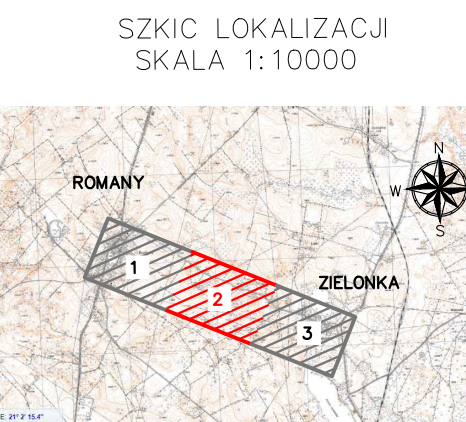 SZKIC LOKALIZACJI
SKALA 1:10000
N
ROMANY
W
S
1
ZIELONKA
2
3
E: 21° 2' 15.4"